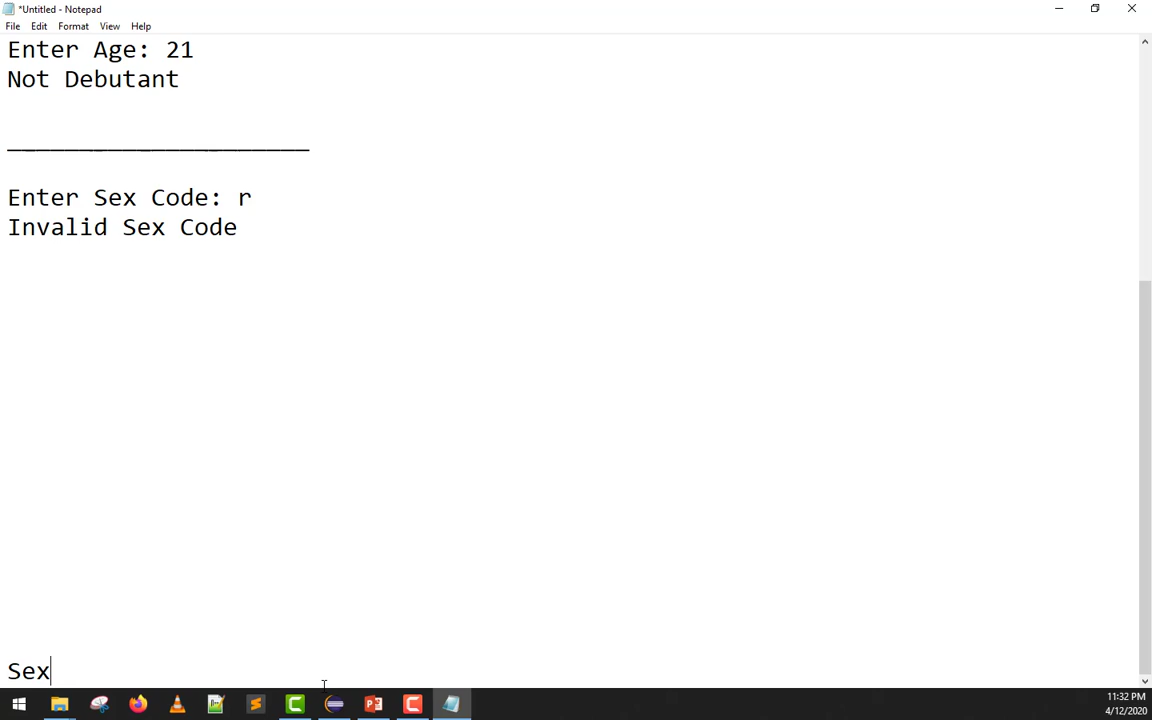 *Untitled - Notepad
File Edit Format View Help
Enter Age: 21
Not Debutant
_____________________
Enter Sex Code: r
Invalid Sex Code
Sex
11:32 PM
4/12/2020